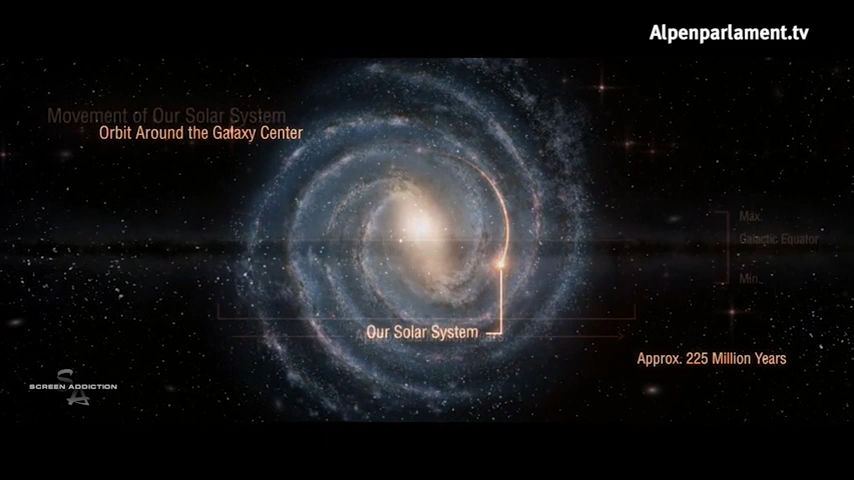 Alpenparlament.tv
Movement of Our Solar System
Orbit Around the Galaxy Center
Max.
Galactic Equator
Min.
Our Solar System
Approx. 225 Million Years
SCREEN ADDICTION
SA